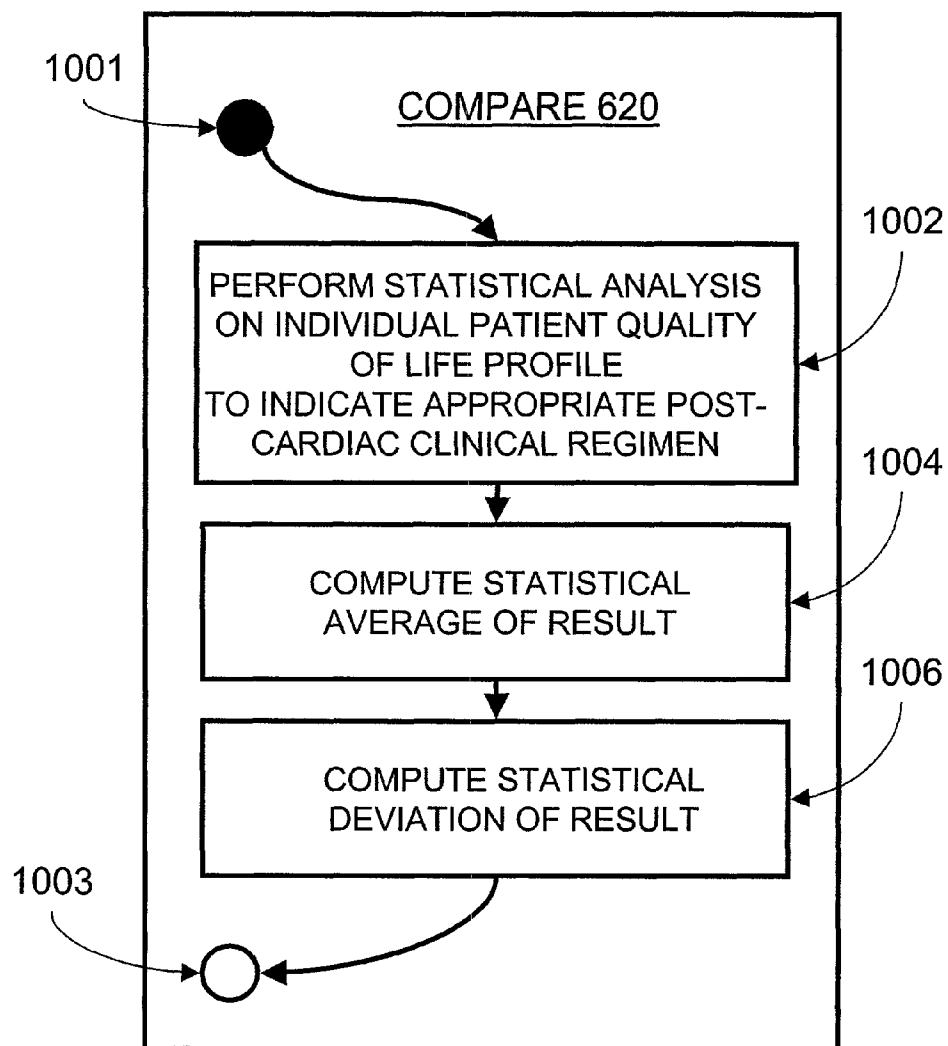 1001
COMPARE 620
1002
PERFORM STATISTICAL ANALYSIS
ON INDIVIDUAL PATIENT QUALITY
OF LIFE PROFILE
TO INDICATE APPROPRIATE POST-
CARDIAC CLINICAL REGIMEN
1004
COMPUTE STATISTICAL
AVERAGE OF RESULT
1006
COMPUTE STATISTICAL
DEVIATION OF RESULT
1003